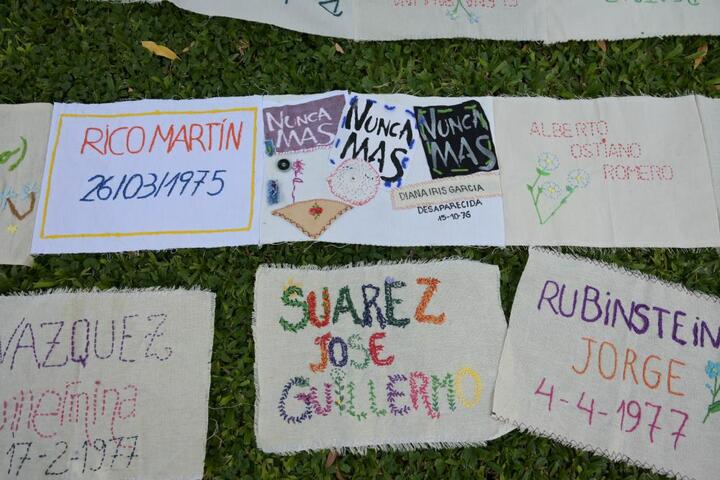 RICO MARTÍN
26/03/1975
NUNCA
MAS
NUNCA
MAS
NUNCA
MAS
DIANA IRIS GARCIA
DESAPARECIDA
15-10-76
ALBERTO
OSTIANO
ROMERO
VAZQUEZ
17-2-1977
SUAREZ
JOSE
GUILLERMO
RUBINSTEIN
JORGE
4-4-1977